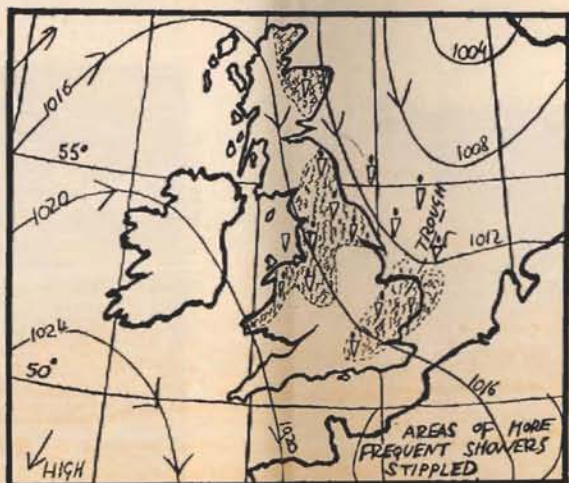 1004
1016
1008
55°
1020
TROUGH
1012
1024
50°
1016
1020
AREAS OF MORE
FREQUENT SHOWERS
STIPPLED
HIGH